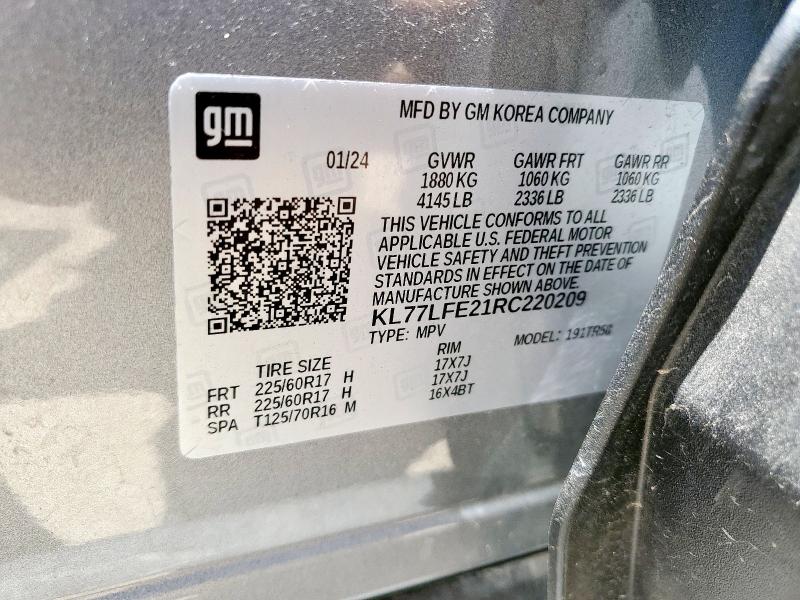 gm
MFD BY GM KOREA COMPANY
01/24 GVWR GAWR FRT GAWR RR
1880 KG 1060 KG 1060 KG
4145 LB 2336 LB 2336 LB
THIS VEHICLE CONFORMS TO ALL
APPLICABLE U.S. FEDERAL MOTOR
VEHICLE SAFETY AND THEFT PREVENTION
STANDARDS IN EFFECT ON THE DATE OF
MANUFACTURE SHOWN ABOVE.
KL77LFE21RC220209
TYPE: MPV MODEL:
TIRE SIZE RIM
FRT 225/60R17 H 17X7J
RR 225/60R17 H 17X7J
SPA T125/70R16 M 16X4BT